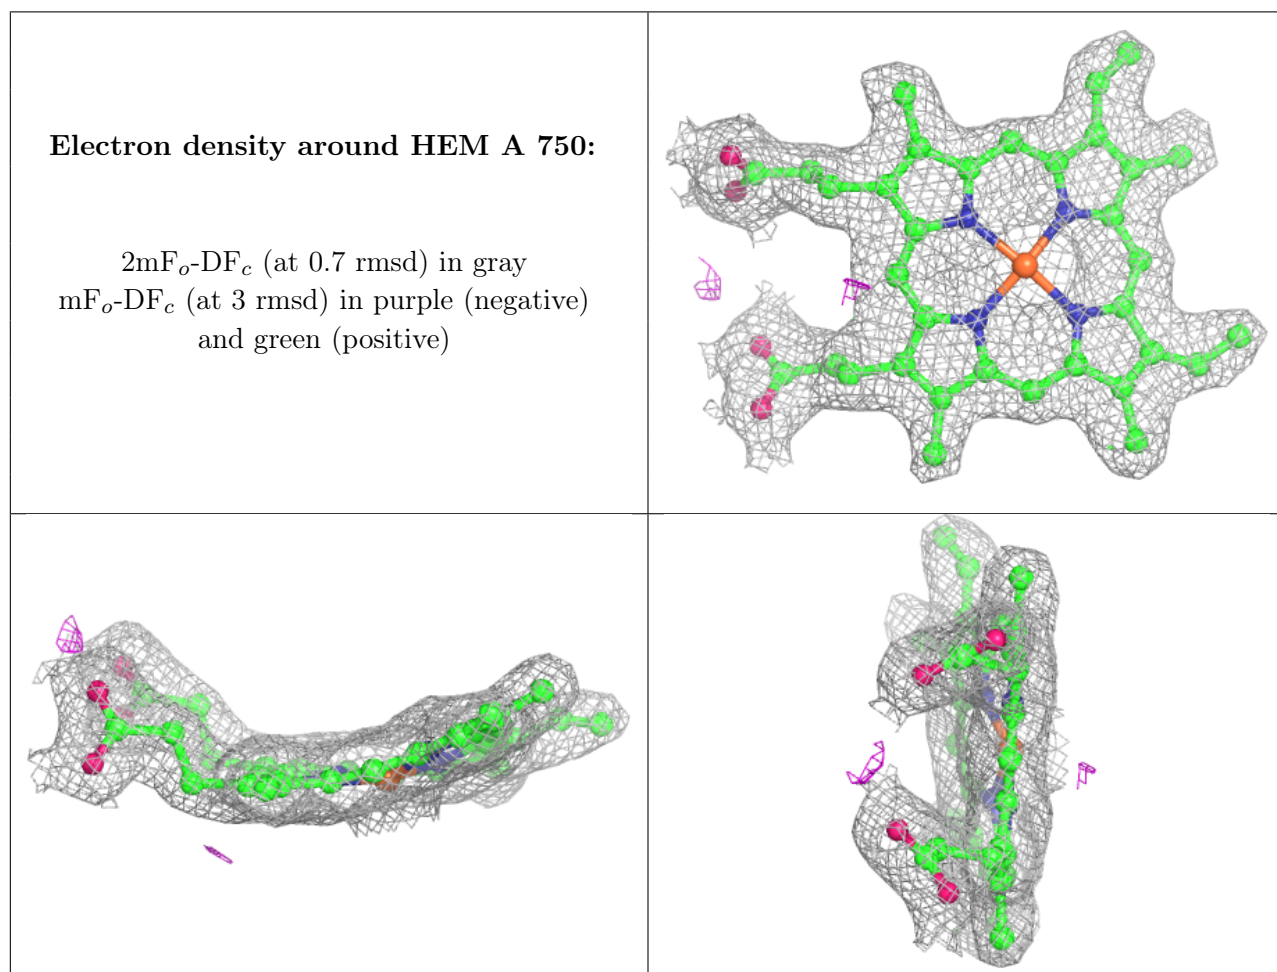 Electron density around HEM A 750:
2mFo-DFc (at 0.7 rmsd) in gray
mFo-DFc (at 3 rmsd) in purple (negative)
and green (positive)